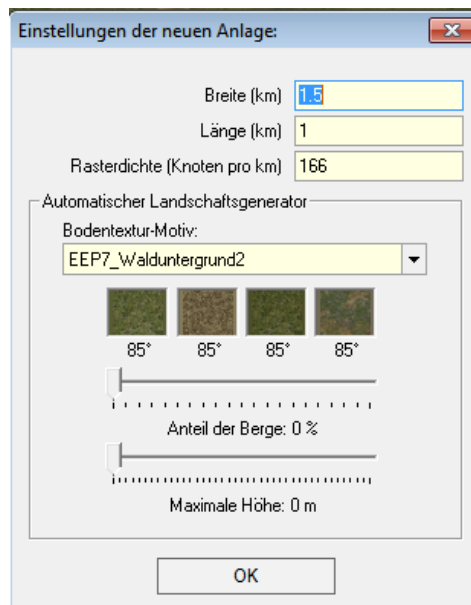 Einstellungen der neuen Anlage:
Breite (km) 1.5
Länge (km) 1
Rasterdichte (Knoten pro km) 166
Automatischer Landschaftsgenerator
Bodentextur-Motiv:
EEP7_Walduntergrund2
85° 85° 85° 85°
Anteil der Berge: 0 %
Maximale Höhe: 0 m
OK